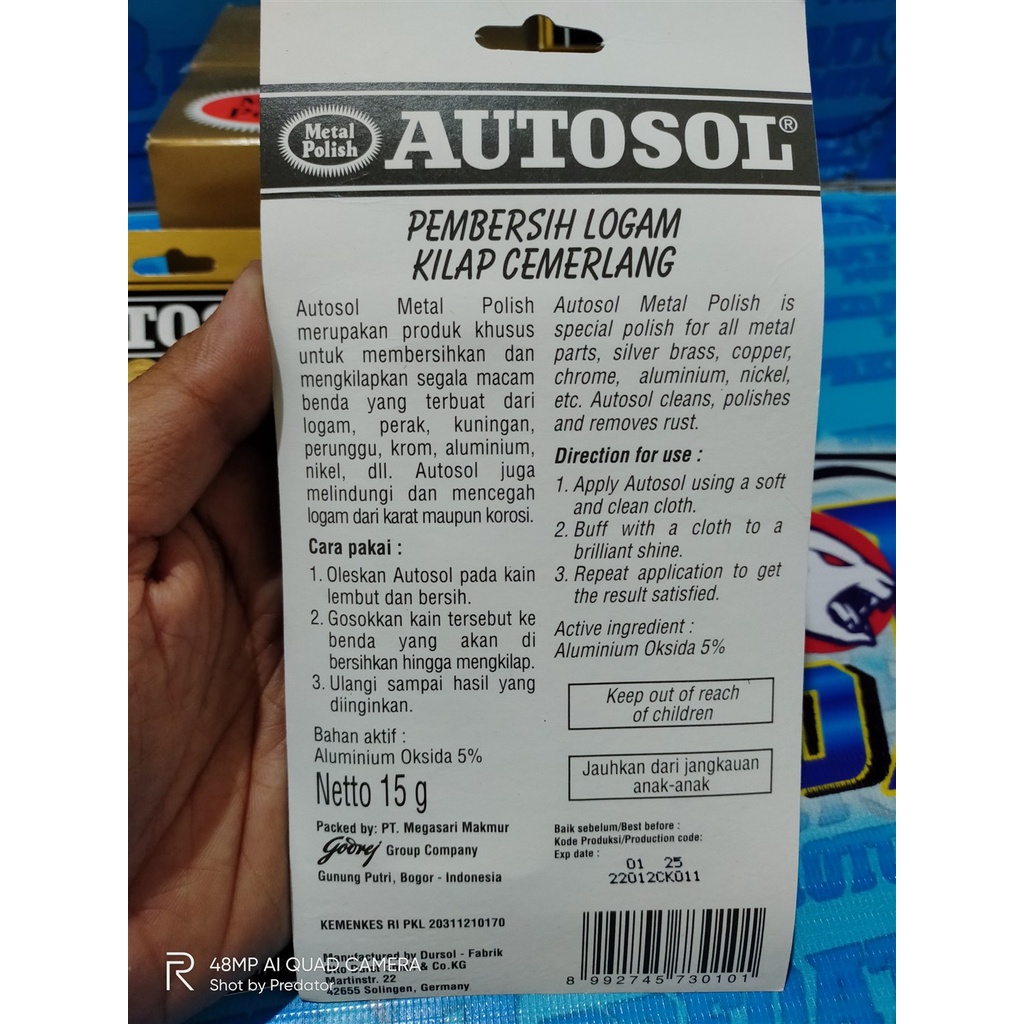 Metal
Polish
AUTOSOL®
PEMBERSIH LOGAM
KILAP CEMERLANG
Autosol Metal Polish
merupakan produk khusus
untuk membersihkan dan
mengkilapkan segala macam
benda yang terbuat dari
logam, perak, kuningan,
perunggu, krom, aluminium,
nikel, dll. Autosol juga
melindungi dan mencegah
logam dari karat maupun korosi.
Cara pakai :
1. Oleskan Autosol pada kain
lembut dan bersih.
2. Gosokkan kain tersebut ke
benda yang akan di
bersihkan hingga mengkilap.
3. Ulangi sampai hasil yang
diinginkan.
Bahan aktif :
Aluminium Oksida 5%
Netto 15 g
Packed by: PT. Megasari Makmur
Godrej Group Company
Gunung Putri, Bogor - Indonesia
KEMENKES RI PKL 20311210170
Manufactured by Dursol - Fabrik
& Co.KG
Martinstr. 22
42655 Solingen, Germany
Autosol Metal Polish is
special polish for all metal
parts, silver brass, copper,
chrome, aluminium, nickel,
etc. Autosol cleans, polishes
and removes rust.
Direction for use :
1. Apply Autosol using a soft
and clean cloth.
2. Buff with a cloth to a
brilliant shine.
3. Repeat application to get
the result satisfied.
Active ingredient :
Aluminium Oksida 5%
Keep out of reach
of children
Jauhkan dari jangkauan
anak-anak
Baik sebelum/Best before :
Kode Produksi/Production code:
Exp date :
01 25
22012CK011
8 992745 730101
R
48MP AI QUAD CAMERA
Shot by Predator